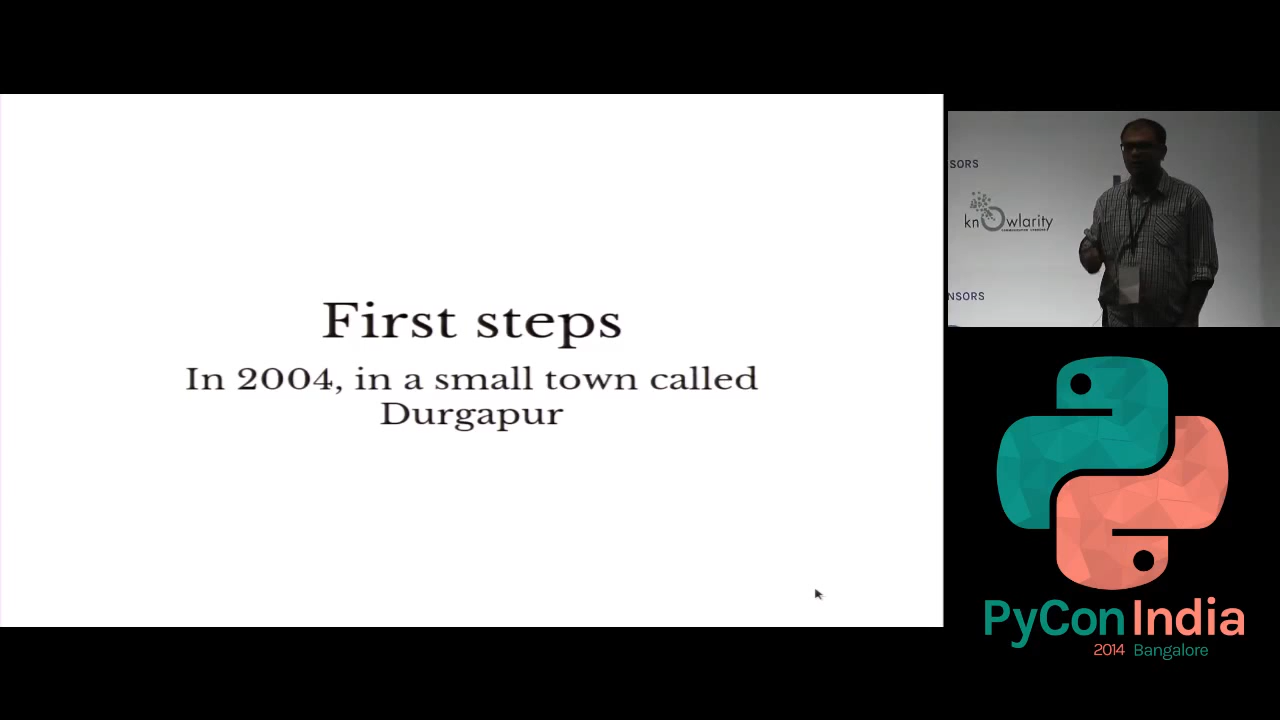 First steps
In 2004, in a small town called
Durgapur
SORS
knOwlarity
NSORS
PyCon India
2014 Bangalore